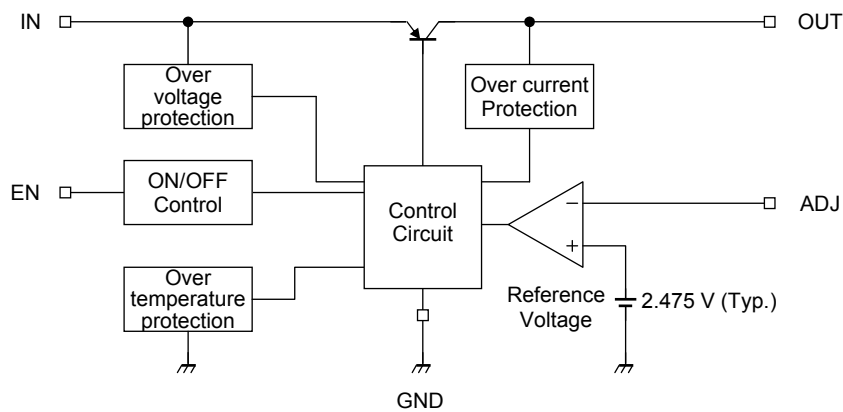 IN
OUT
Over
voltage
protection
Over current
Protection
EN
ON/OFF
Control
Control
Circuit
−
+
ADJ
Over
temperature
protection
Reference
Voltage
2.475 V (Typ.)
GND